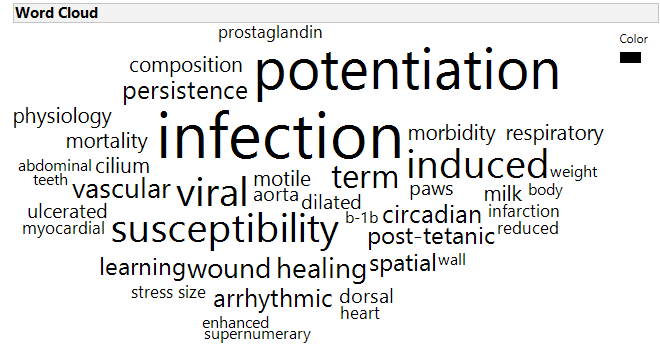 Word Cloud
Color
prostaglandin
composition
potentiation
persistence
physiology
infection
morbidity
respiratory
mortality
abdominal
cilium
induced
teeth
vascular
viral
motile
term
weight
aorta
dilated
paws
milk
body
ulcerated
b-1b
circadian
infarction
myocardial
susceptibility
post-tetanic
reduced
learning
wound healing
spatial
wall
stress size
arrhythmic
dorsal
heart
enhanced
supernumerary